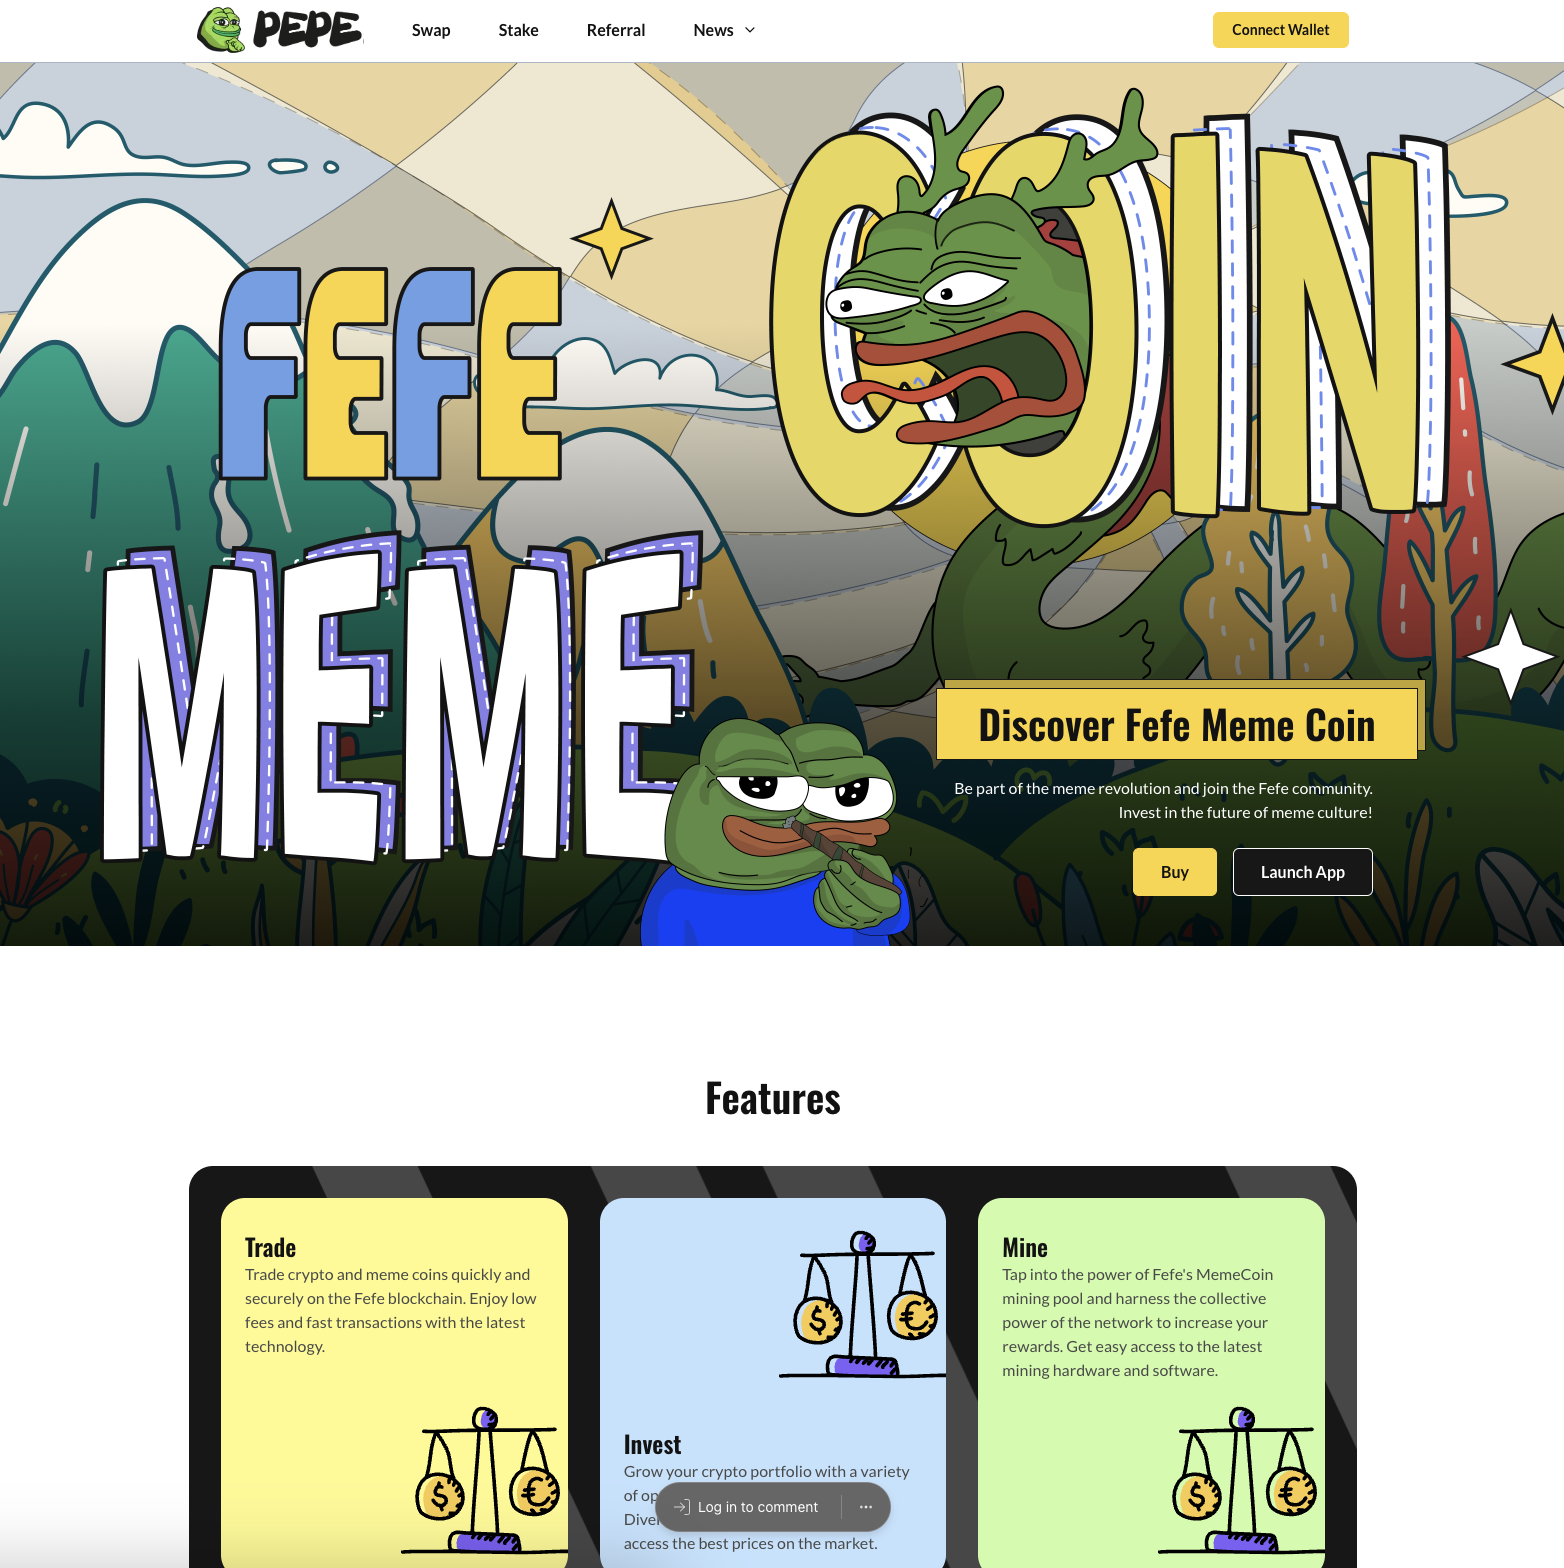 PEPE
Swap
Stake
Referral
News
Connect Wallet
FEFE
MEME
COIN
Discover Fefe Meme Coin
Be part of the meme revolution and join the Fefe community.
Invest in the future of meme culture!
Buy
Launch App
Features
Trade
Trade crypto and meme coins quickly and
securely on the Fefe blockchain. Enjoy low
fees and fast transactions with the latest
technology.
$ €
$ €
Invest
Grow your crypto portfolio with a variety
of
access the best prices on the market.
Mine
Tap into the power of Fefe's MemeCoin
mining pool and harness the collective
power of the network to increase your
rewards. Get easy access to the latest
mining hardware and software.
$ €
Log in to comment